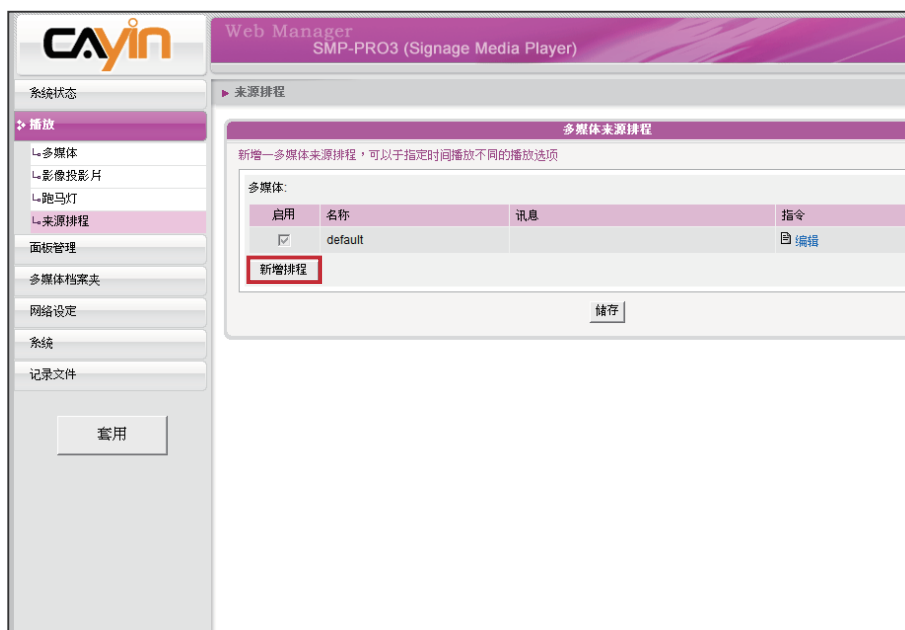 CAYIN
Web Manager
SMP-PRO3 (Signage Media Player)
系统状态
播放
多媒体
影像投影片
跑马灯
来源排程
面板管理
多媒体档案夹
网络设定
系统
记录文件
套用
来源排程
多媒体来源排程
新增一多媒体来源排程，可以于指定时间播放不同的播放选项
多媒体:
启用 名称 讯息 指令
default 编辑
新增排程
储存